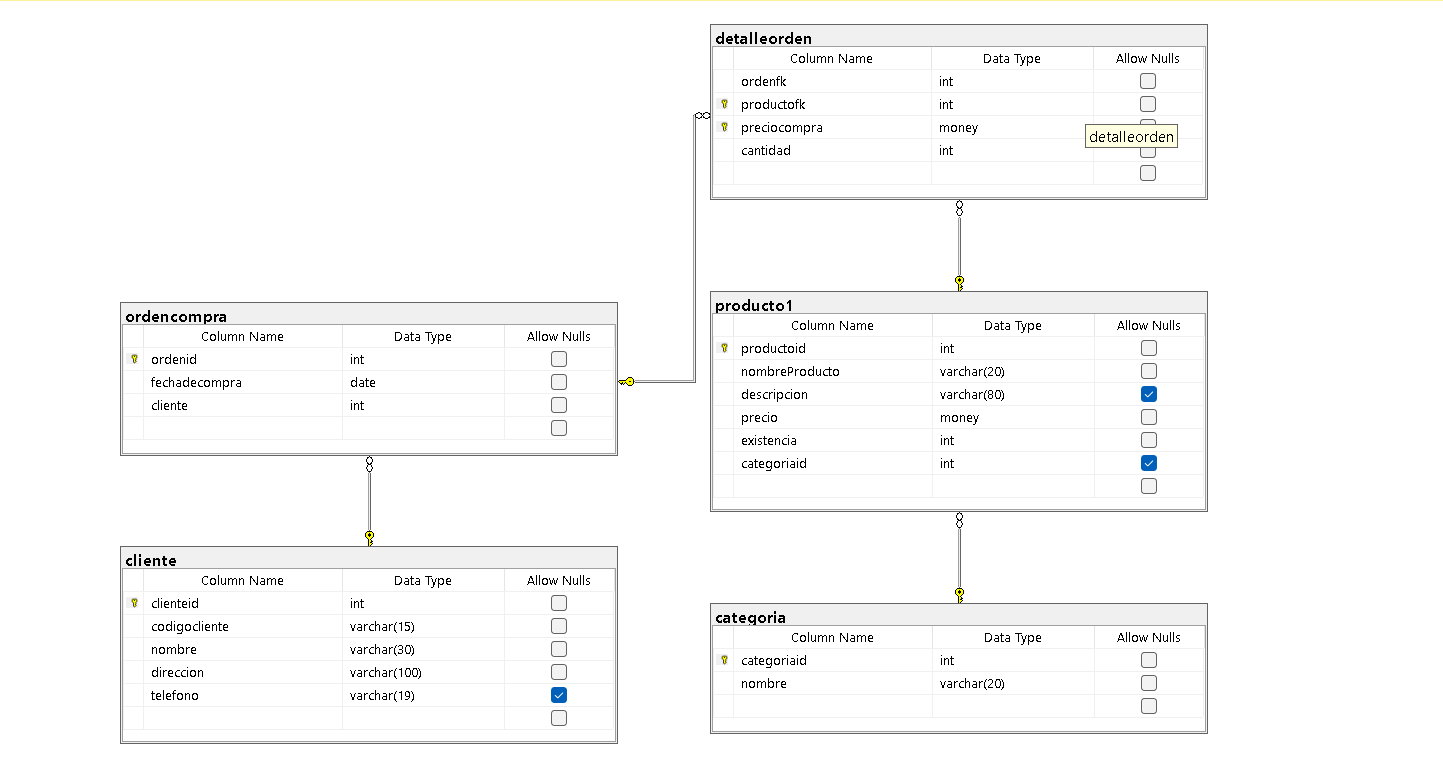 detalleorden
Column Name Data Type Allow Nulls
ordenfk int
productofk int
preciocompra money
detalleorden
cantidad int
producto1
Column Name Data Type Allow Nulls
productoid int
nombreProducto varchar(20)
descripcion varchar(80)
precio money
existencia int
categoriaid int
ordencompra
Column Name Data Type Allow Nulls
ordenid int
fechadecompra date
cliente int
cliente
Column Name Data Type Allow Nulls
clienteid int
codigocliente varchar(15)
nombre varchar(30)
direccion varchar(100)
telefono varchar(19)
categoria
Column Name Data Type Allow Nulls
categoriaid int
nombre varchar(20)